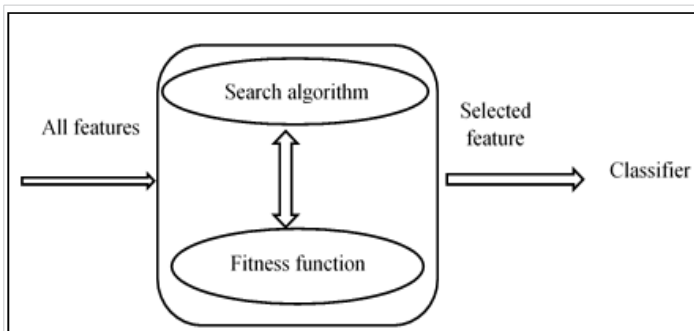 Search algorithm
All features
Selected
feature
Classifier
Fitness function